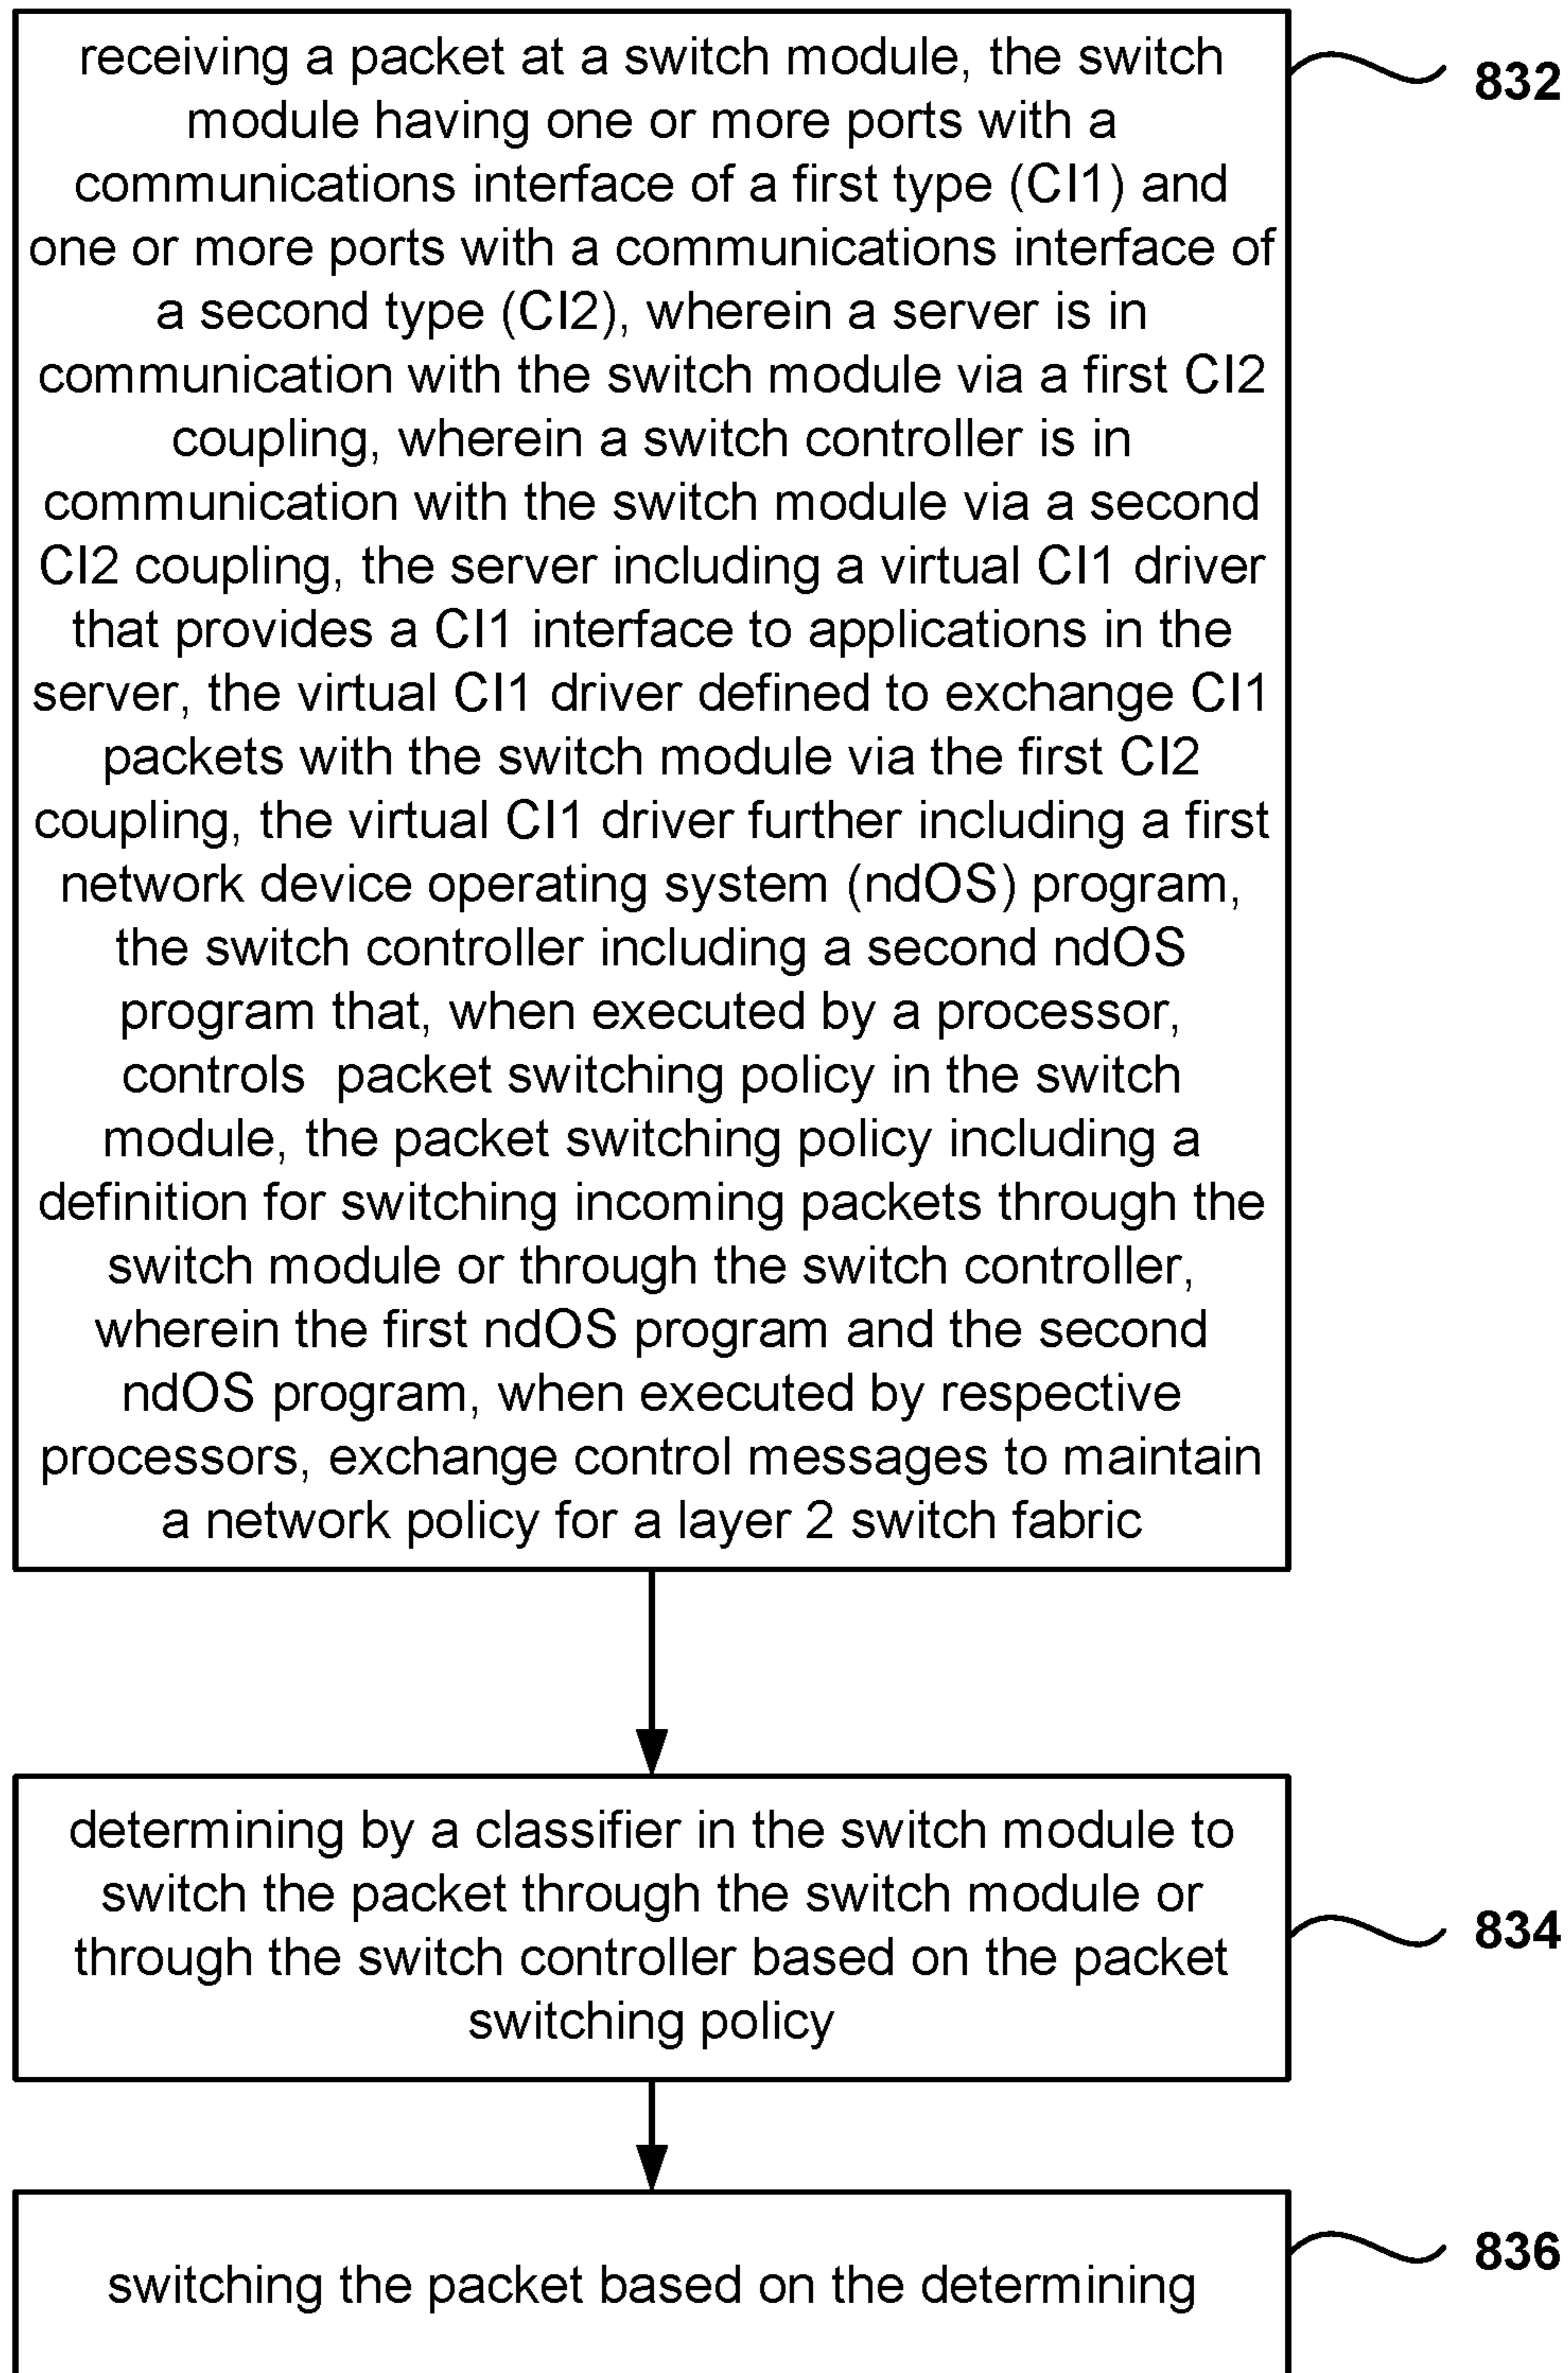 receiving a packet at a switch module, the switch
module having one or more ports with a
communications interface of a first type (CI1) and
one or more ports with a communications interface of
a second type (CI2), wherein a server is in
communication with the switch module via a first CI2
coupling, wherein a switch controller is in
communication with the switch module via a second
CI2 coupling, the server including a virtual CI1 driver
that provides a CI1 interface to applications in the
server, the virtual CI1 driver defined to exchange CI1
packets with the switch module via the first CI2
coupling, the virtual CI1 driver further including a first
network device operating system (ndOS) program,
the switch controller including a second ndOS
program that, when executed by a processor,
controls  packet switching policy in the switch
module, the packet switching policy including a
definition for switching incoming packets through the
switch module or through the switch controller,
wherein the first ndOS program and the second
ndOS program, when executed by respective
processors, exchange control messages to maintain
a network policy for a layer 2 switch fabric
832
determining by a classifier in the switch module to
switch the packet through the switch module or
through the switch controller based on the packet
switching policy
834
switching the packet based on the determining
836